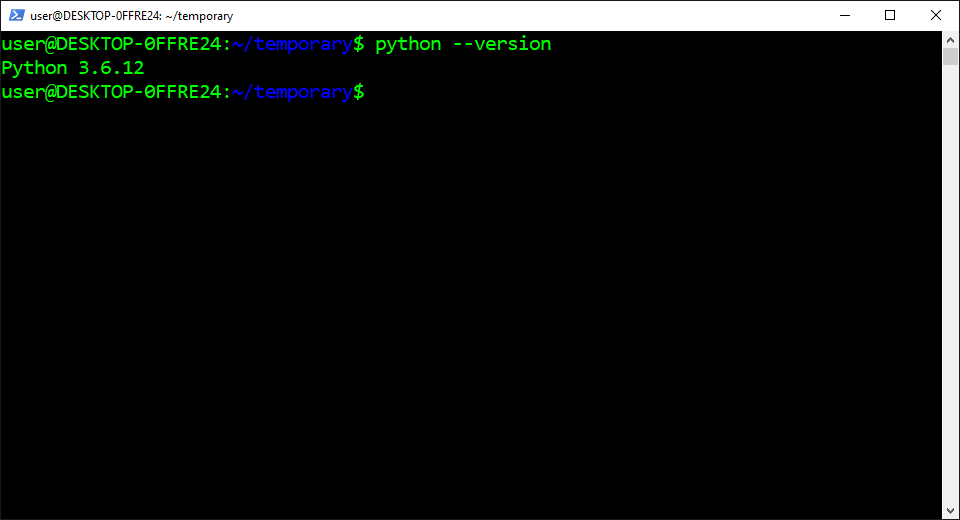 user@DESKTOP-0FFRE24: ~/temporary
user@DESKTOP-0FFRE24:~/temporary$ python --version
Python 3.6.12
user@DESKTOP-0FFRE24:~/temporary$